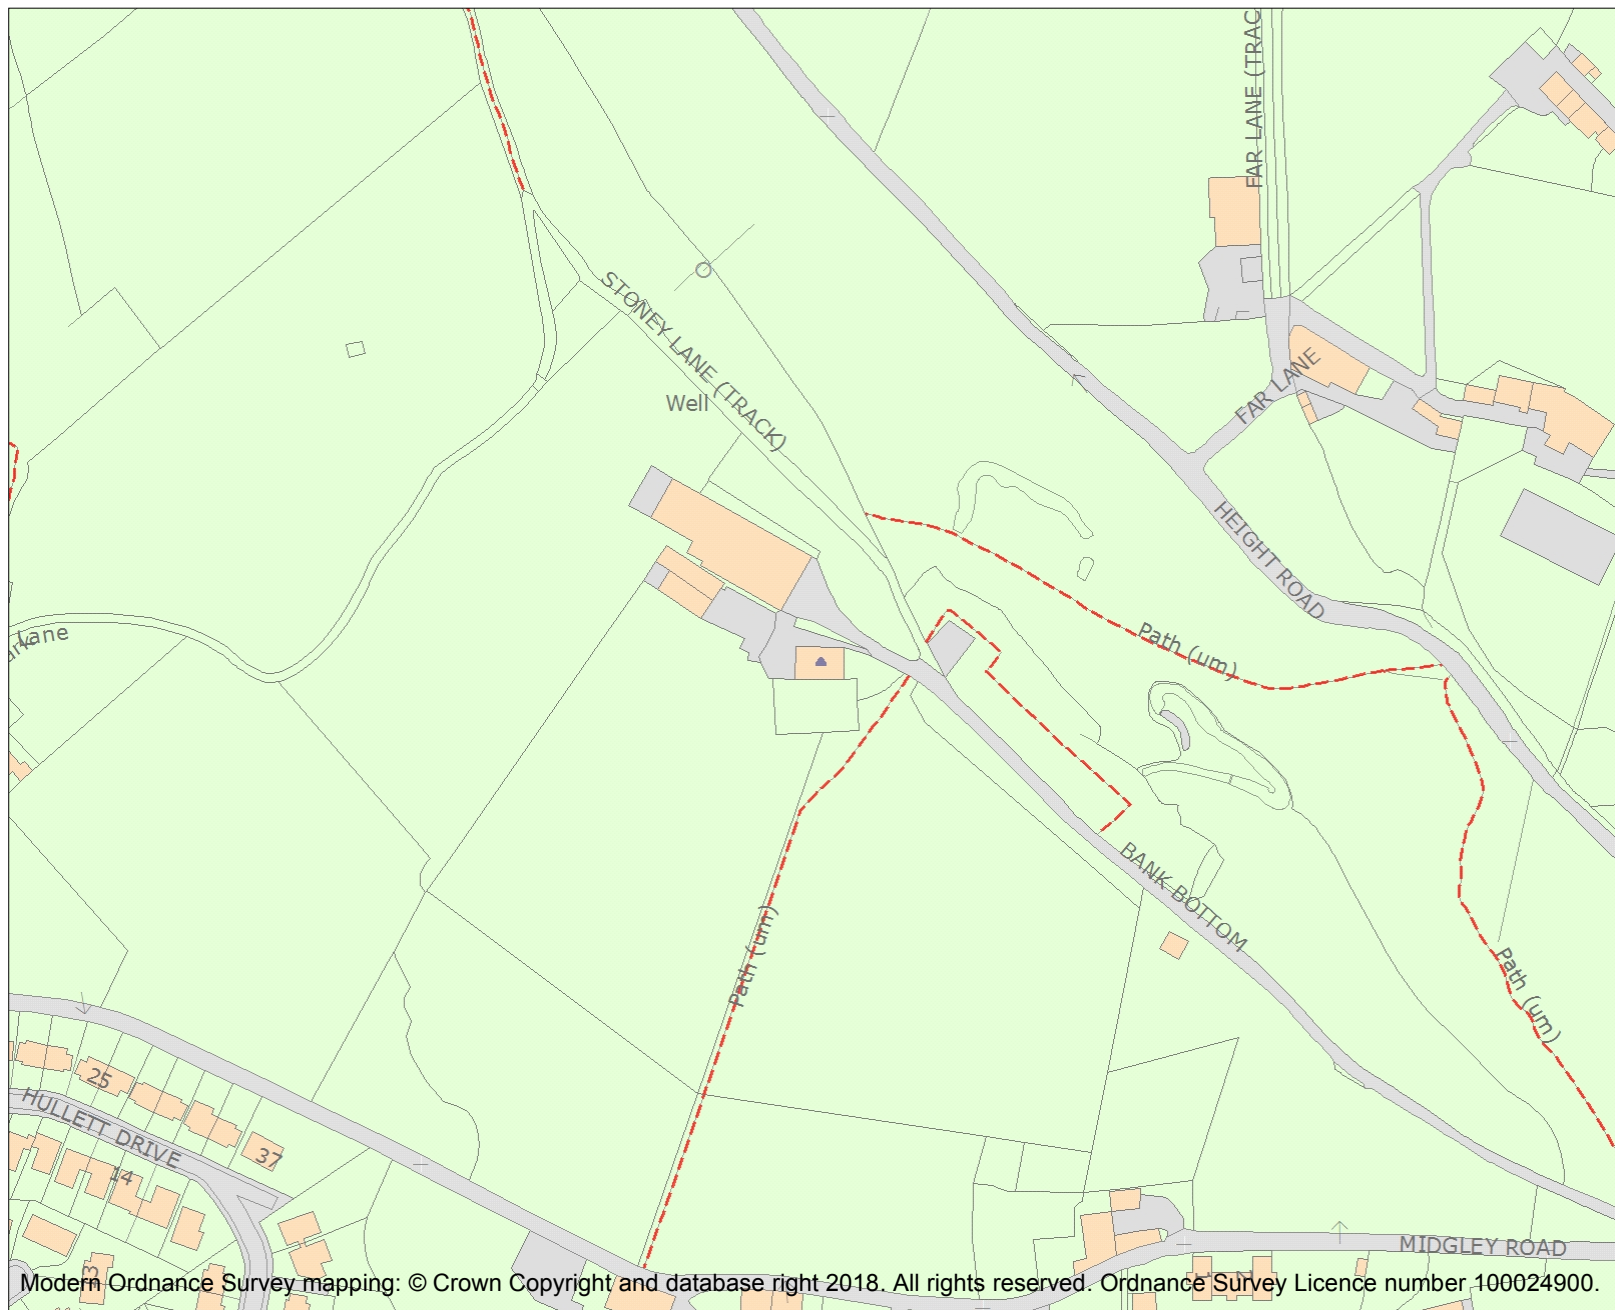 FAR LANE (TRAC
STONEY LANE (TRACK)
FAR LANE
Well
HEIGHT ROAD
Lane
Path (um)
BANK BOTTOM
Path (um)
Path (um)
25
HULLETT DRIVE
37
14
MIDGLEY ROAD
Modern Ordnance Survey mapping: © Crown Copyright and database right 2018. All rights reserved. Ordnance Survey Licence number 100024900.